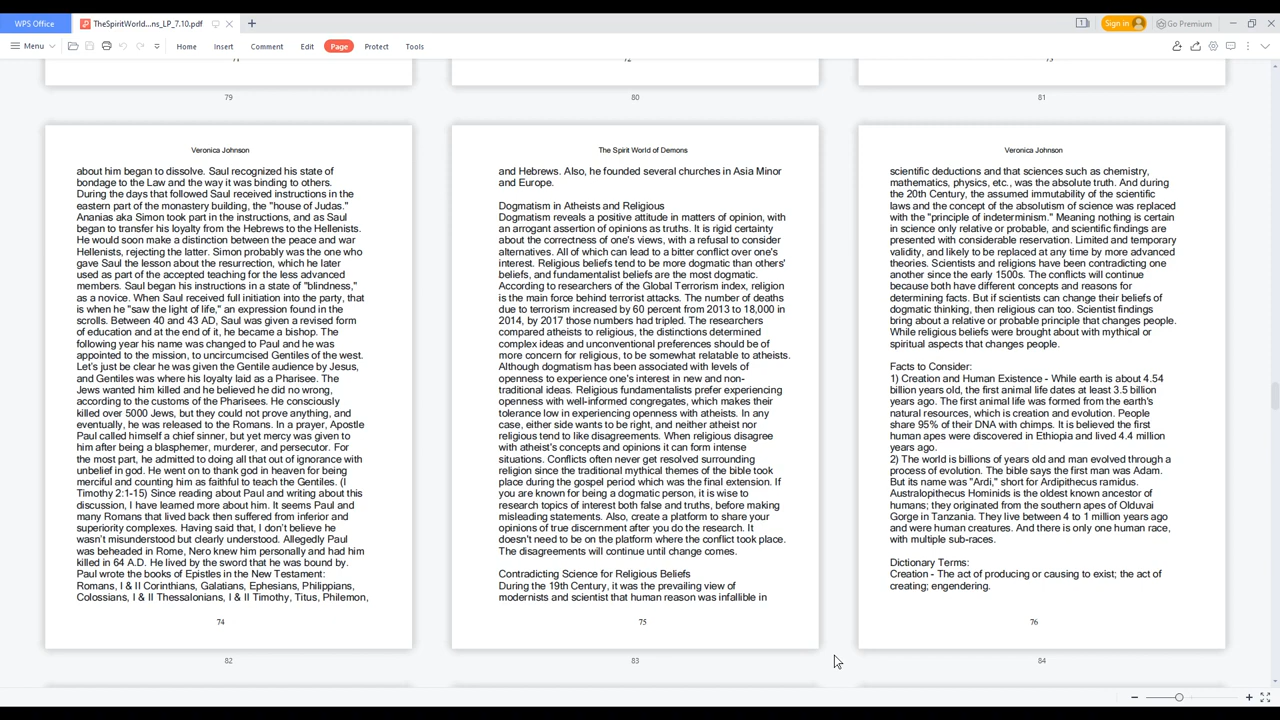 WPS Office
TheSpiritWorld...ns_LP_7.10.pdf
1
Sign in
Go Premium
Menu
Home
Insert
Comment
Edit
Page
Protect
Tools
79
80
81
Veronica Johnson
about him began to dissolve. Saul recognized his state of
bondage to the Law and the way it was binding to others.
During the days that followed Saul received instructions in the
eastern part of the monastery building, the "house of Judas."
Ananias aka Simon took part in the instructions, and as Saul
began to transfer his loyalty from the Hebrews to the Hellenists.
He would soon make a distinction between the peace and war
Hellenists, rejecting the latter. Simon probably was the one who
gave Saul the lesson about the resurrection, which he later
used as part of the accepted teaching for the less advanced
members. Saul began his instructions in a state of "blindness,"
as a novice. When Saul received full initiation into the party, that
is when he "saw the light of life," an expression found in the
scrolls. Between 40 and 43 AD, Saul was given a revised form
of education and at the end of it, he became a bishop. The
following year his name was changed to Paul and he was
appointed to the mission, to uncircumcised Gentiles of the west.
Let's just be clear he was given the Gentile audience by Jesus,
and Gentiles was where his loyalty laid as a Pharisee. The
Jews wanted him killed and he believed he did no wrong,
according to the customs of the Pharisees. He consciously
killed over 5000 Jews, but they could not prove anything, and
eventually, he was released to the Romans. In a prayer, Apostle
Paul called himself a chief sinner, but yet mercy was given to
him after being a blasphemer, murderer, and persecutor. For
the most part, he admitted to doing all that out of ignorance with
unbelief in god. He went on to thank god in heaven for being
merciful and counting him as faithful to teach the Gentiles. (I
Timothy 2:1-15) Since reading about Paul and writing about this
discussion, I have learned more about him. It seems Paul and
many Romans that lived back then suffered from inferior and
superiority complexes. Having said that, I don't believe he
wasn't misunderstood but clearly understood. Allegedly Paul
was beheaded in Rome, Nero knew him personally and had him
killed in 64 A.D. He lived by the sword that he was bound by.
Paul wrote the books of Epistles in the New Testament:
Romans, I & II Corinthians, Galatians, Ephesians, Philippians,
Colossians, I & II Thessalonians, I & II Timothy, Titus, Philemon,
74
82
The Spirit World of Demons
and Hebrews. Also, he founded several churches in Asia Minor
and Europe.
Dogmatism in Atheists and Religious
Dogmatism reveals a positive attitude in matters of opinion, with
an arrogant assertion of opinions as truths. It is rigid certainty
about the correctness of one's views, with a refusal to consider
alternatives. All of which can lead to a bitter conflict over one's
interest. Religious beliefs tend to be more dogmatic than others'
beliefs, and fundamentalist beliefs are the most dogmatic.
According to researchers of the Global Terrorism index, religion
is the main force behind terrorist attacks. The number of deaths
due to terrorism increased by 60 percent from 2013 to 18,000 in
2014, by 2017 those numbers had tripled. The researchers
compared atheists to religious, the distinctions determined
complex ideas and unconventional preferences should be of
more concern for religious, to be somewhat relatable to atheists.
Although dogmatism has been associated with levels of
openness to experience one's interest in new and non-
traditional ideas. Religious fundamentalists prefer experiencing
openness with well-informed congregates, which makes their
tolerance low in experiencing openness with atheists. In any
case, either side wants to be right, and neither atheist nor
religious tend to like disagreements. When religious disagree
with atheist's concepts and opinions it can form intense
situations. Conflicts often never get resolved surrounding
religion since the traditional mythical themes of the bible took
place during the gospel period which was the final extension. If
you are known for being a dogmatic person, it is wise to
research topics of interest both false and truths, before making
misleading statements. Also, create a platform to share your
opinions of true discernment after you do the research. It
doesn't need to be on the platform where the conflict took place.
The disagreements will continue until change comes.
Contradicting Science for Religious Beliefs
During the 19th Century, it was the prevailing view of
modernists and scientist that human reason was infallible in
75
83
Veronica Johnson
scientific deductions and that sciences such as chemistry,
mathematics, physics, etc., was the absolute truth. And during
the 20th Century, the assumed immutability of the scientific
laws and the concept of the absolutism of science was replaced
with the "principle of indeterminism." Meaning nothing is certain
in science only relative or probable, and scientific findings are
presented with considerable reservation. Limited and temporary
validity, and likely to be replaced at any time by more advanced
theories. Scientists and religions have been contradicting one
another since the early 1500s. The conflicts will continue
because both have different concepts and reasons for
determining facts. But if scientists can change their beliefs of
dogmatic thinking, then religious can too. Scientist findings
bring about a relative or probable principle that changes people.
While religious beliefs were brought about with mythical or
spiritual aspects that changes people.
Facts to Consider:
1) Creation and Human Existence - While earth is about 4.54
billion years old, the first animal life dates at least 3.5 billion
years ago. The first animal life was formed from the earth's
natural resources, which is creation and evolution. People
share 95% of their DNA with chimps. It is believed the first
human apes were discovered in Ethiopia and lived 4.4 million
years ago.
2) The world is billions of years old and man evolved through a
process of evolution. The bible says the first man was Adam.
But its name was "Ardi," short for Ardipithecus ramidus.
Australopithecus Hominids is the oldest known ancestor of
humans; they originated from the southern apes of Olduvai
Gorge in Tanzania. They live between 4 to 1 million years ago
and were human creatures. And there is only one human race,
with multiple sub-races.
Dictionary Terms:
Creation - The act of producing or causing to exist; the act of
creating; engendering.
76
84